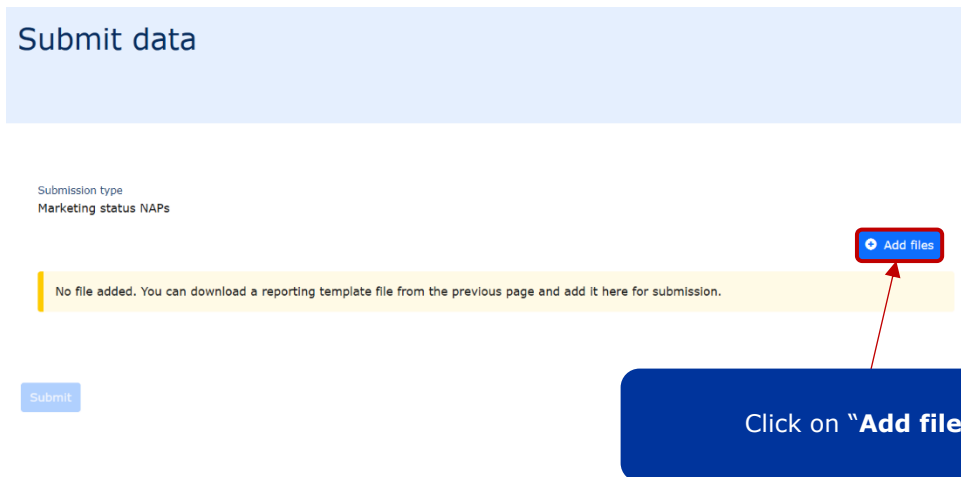 Submit data
Submission type
Marketing status NAPs
Add files
No file added. You can download a reporting template file from the previous page and add it here for submission.
Submit
Click on “Add file